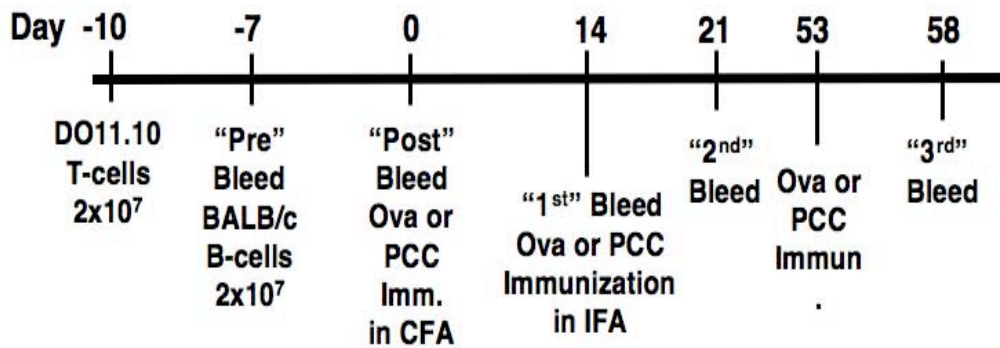 Day -10 -7 0 14 21 53 58
DO11.10
T-cells
2x10⁷
“Pre”
Bleed
BALB/c
B-cells
2x10⁷
“Post”
Bleed
Ova or
PCC
Imm.
in CFA
“1ˢᵗ” Bleed
Ova or PCC
Immunization
in IFA
“2ⁿᵈ”
Bleed
Ova or
PCC
Immun
.
“3ʳᵈ”
Bleed